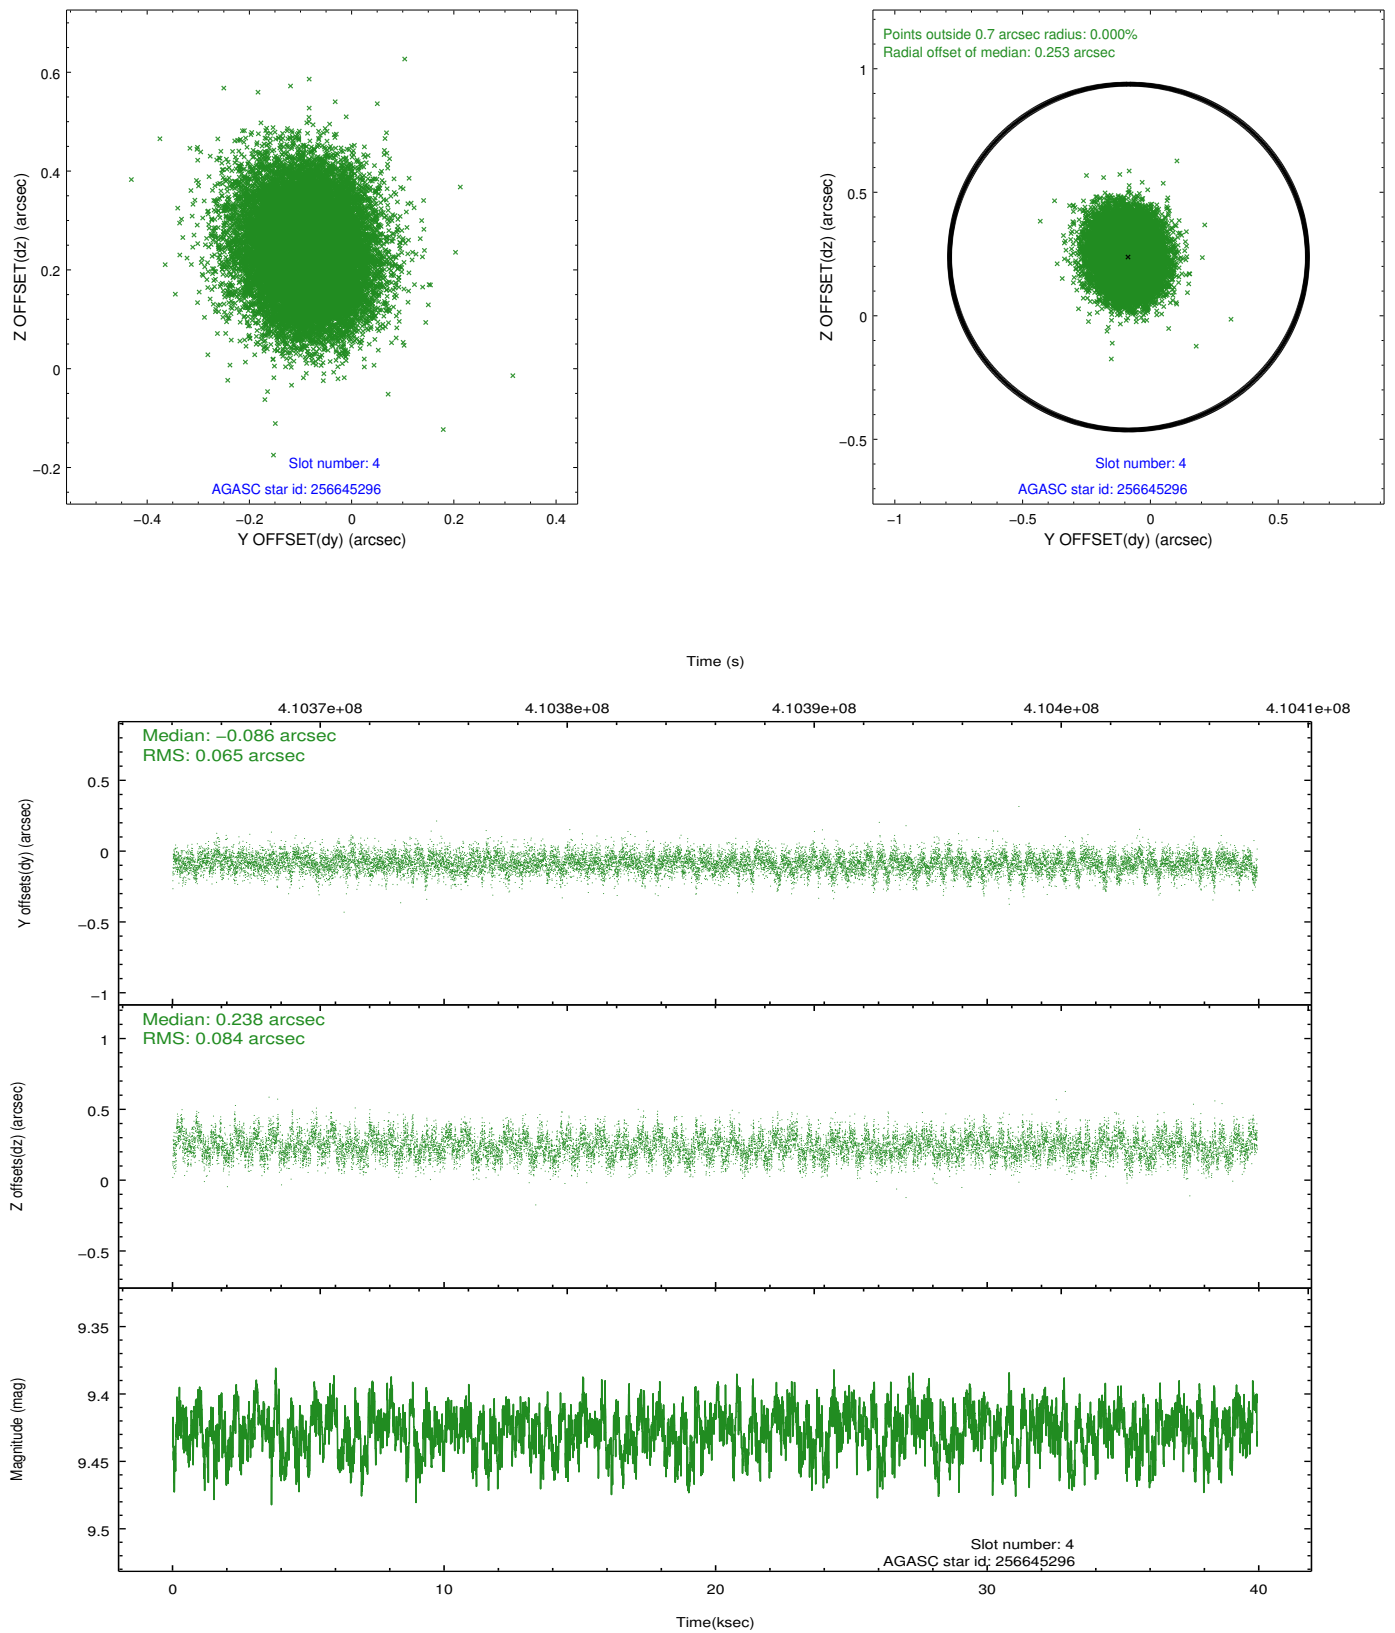 0.6
0.4
0.2
0
−0.2
Z OFFSET(dz) (arcsec)
Slot number: 4
AGASC star id: 256645296
−0.4 −0.2 0 0.2 0.4
Y OFFSET(dy) (arcsec)
Points outside 0.7 arcsec radius: 0.000%
Radial offset of median: 0.253 arcsec
1
0.5
0
−0.5
Z OFFSET(dz) (arcsec)
Slot number: 4
AGASC star id: 256645296
−1 −0.5 0 0.5
Y OFFSET(dy) (arcsec)
Time (s)
4.1037e+08 4.1038e+08 4.1039e+08 4.104e+08 4.1041e+08
Median: −0.086 arcsec
RMS: 0.065 arcsec
0.5
0
−0.5
−1
Y offsets(dy) (arcsec)
Median: 0.238 arcsec
RMS: 0.084 arcsec
1
0.5
0
−0.5
Z offsets(dz) (arcsec)
9.35
9.4
9.45
9.5
Magnitude (mag)
Slot number: 4
AGASC star id: 256645296
0 10 20 30 40
Time(ksec)